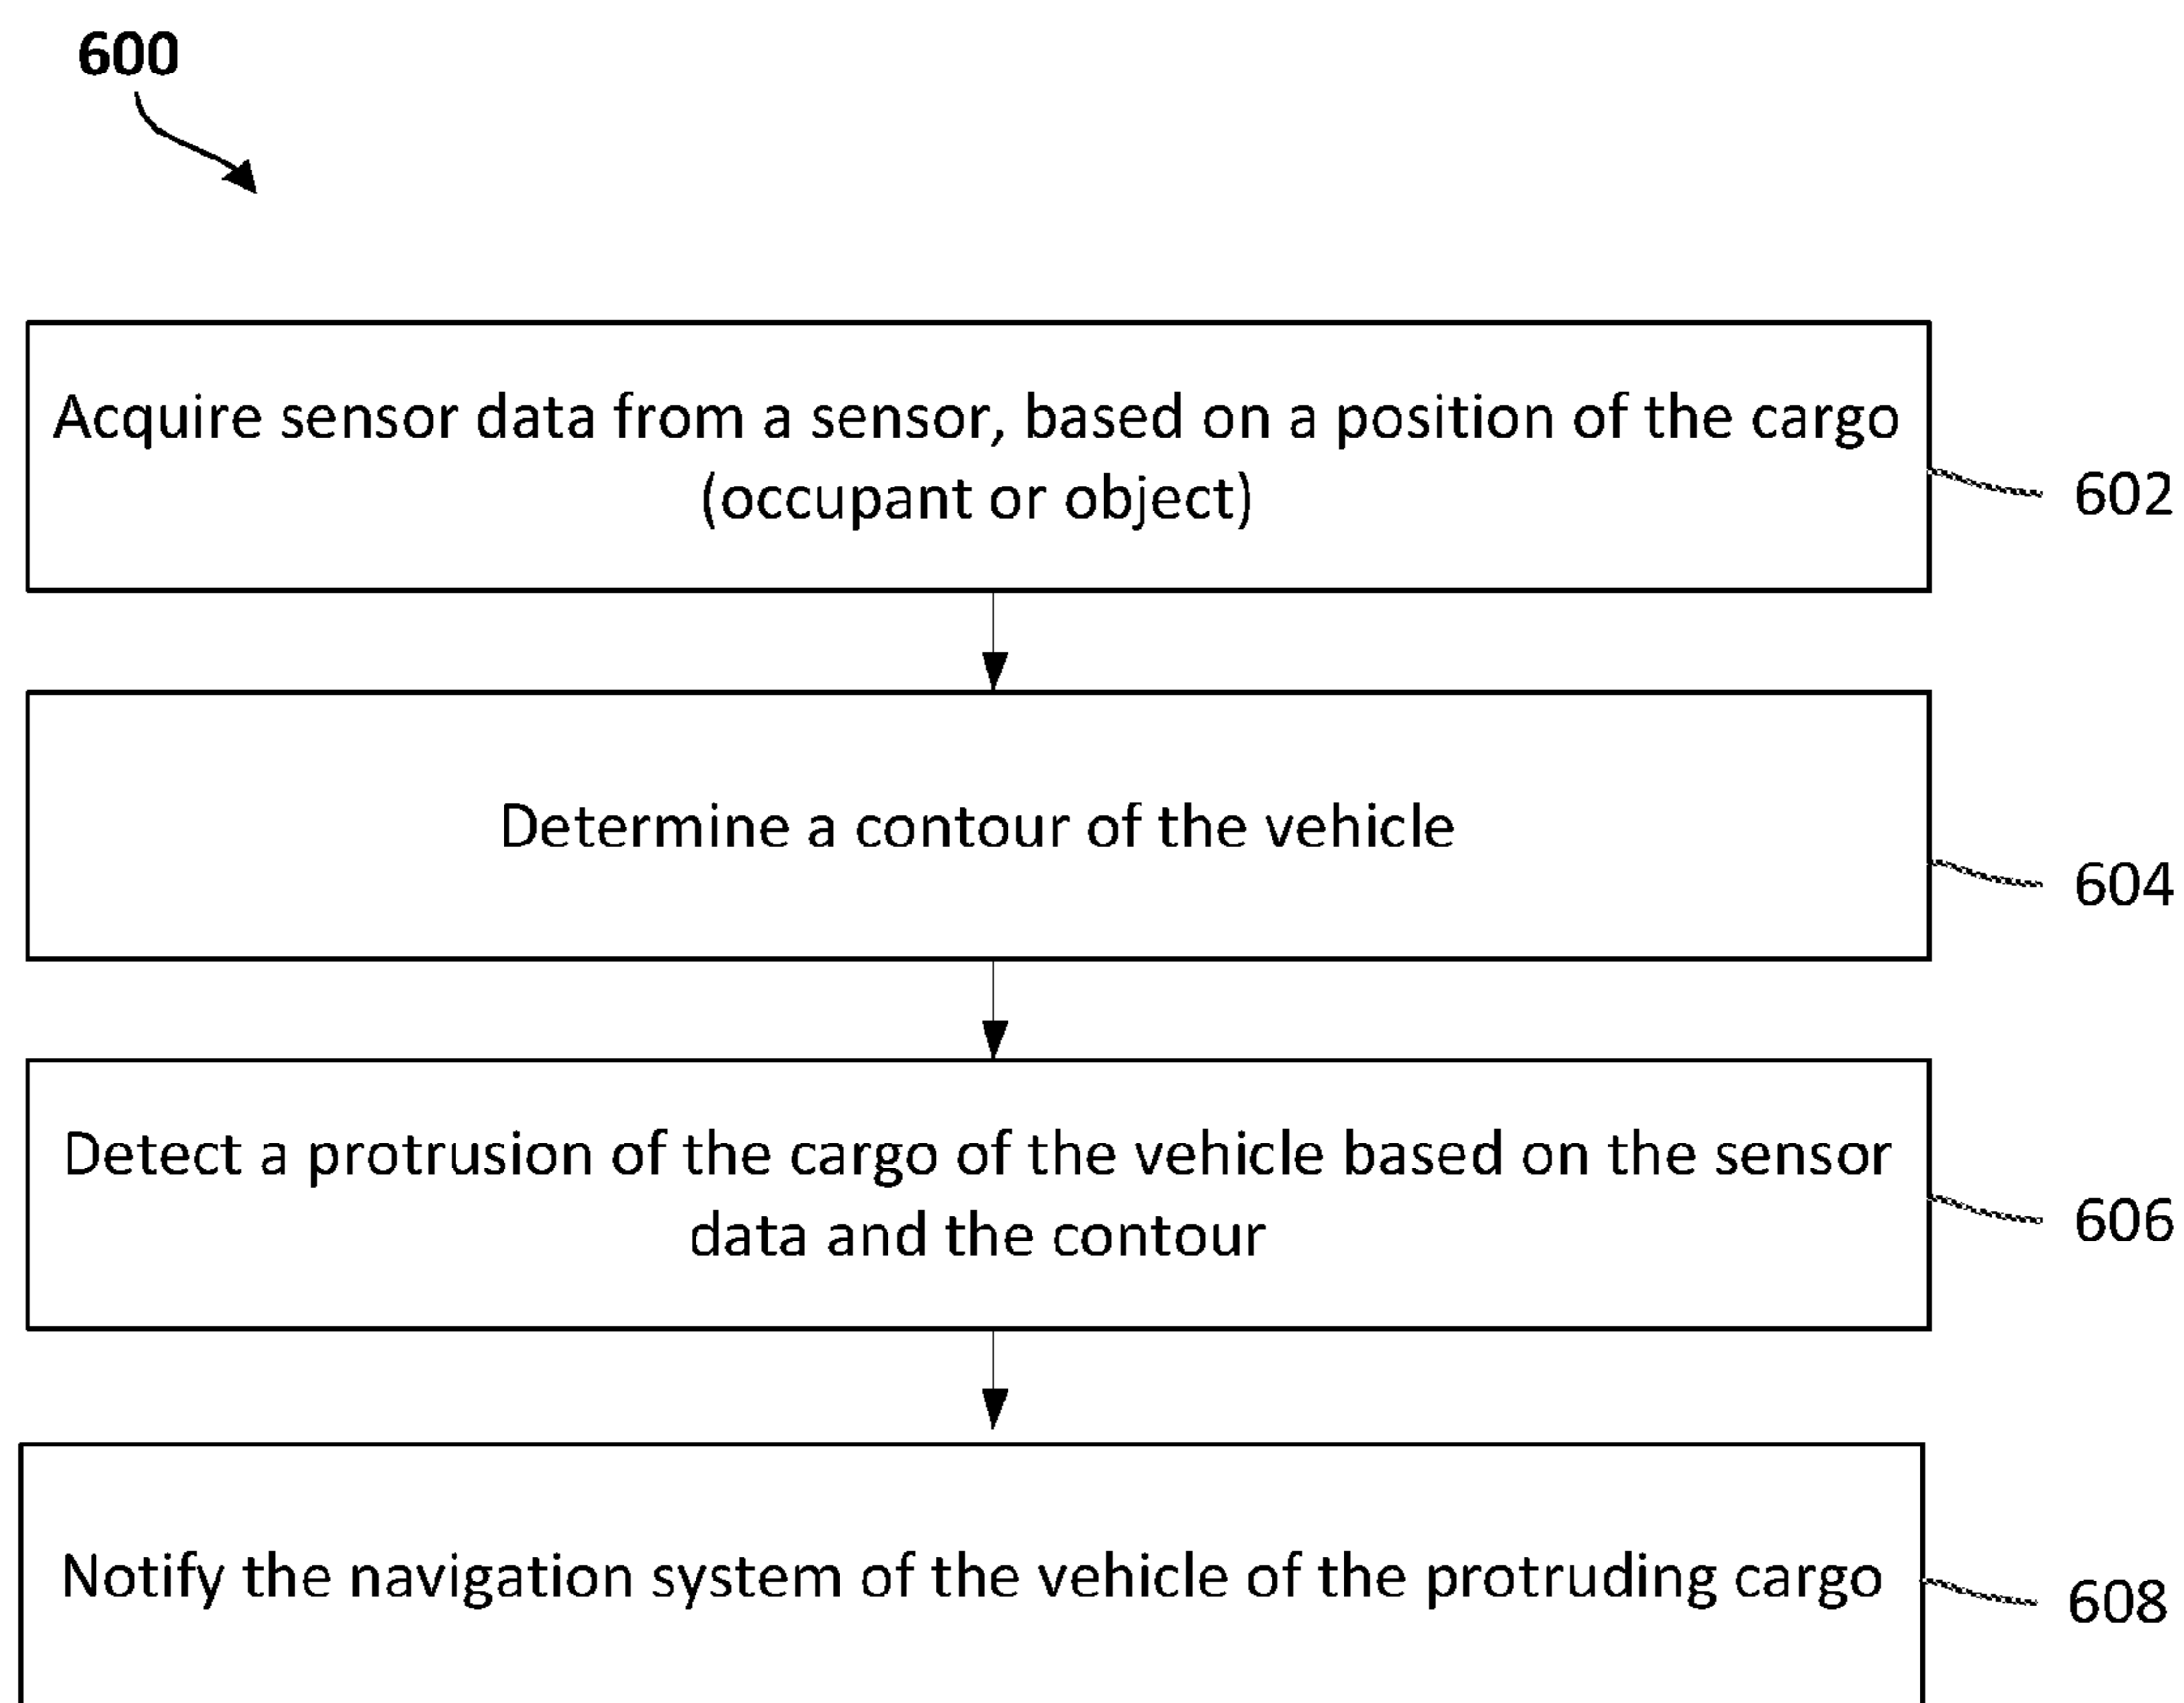 600
Acquire sensor data from a sensor, based on a position of the cargo
(occupant or object)
602
Determine a contour of the vehicle
604
Detect a protrusion of the cargo of the vehicle based on the sensor
data and the contour
606
Notify the navigation system of the vehicle of the protruding cargo
608